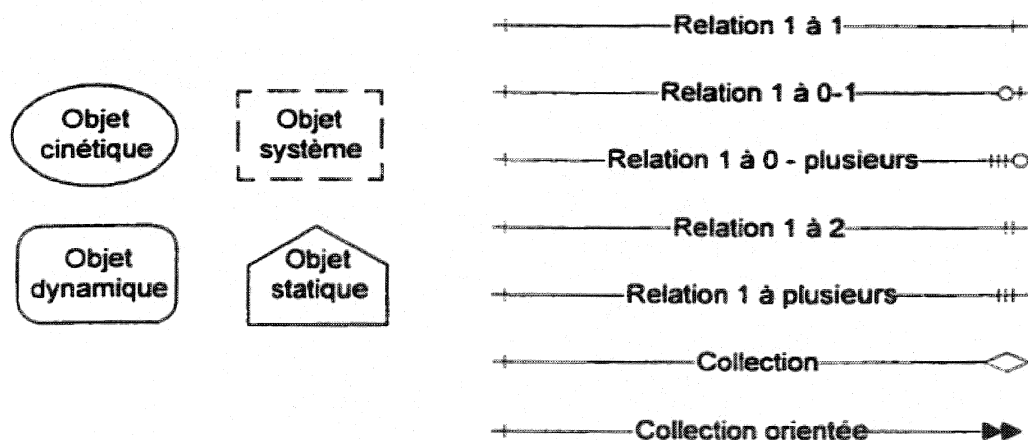 Objet
cinétique
Objet
système
Objet
dynamique
Objet
statique
Relation 1 à 1
Relation 1 à 0-1
Relation 1 à 0 - plusieurs
Relation 1 à 2
Relation 1 à plusieurs
Collection
Collection orientée